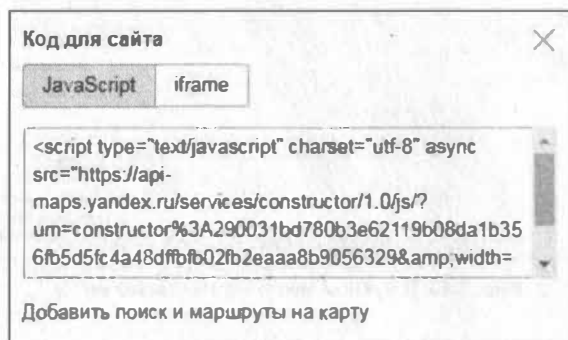 Код для сайта
JavaScript iframe
<script type="text/javascript" charset="utf-8" async
src="https://api-
maps.yandex.ru/services/constructor/1.0/js/?
um=constructor%3A290031bd780b3e62119b08da1b35
6fb5d5fc4a48dffbfb02fb2eaaa8b9056329&amp;width=
Добавить поиск и маршруты на карту